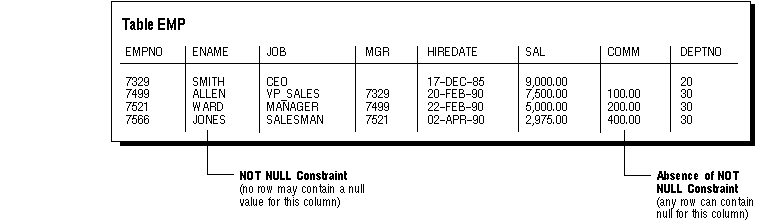 Table EMP
EMPNO ENAME JOB MGR HIREDATE SAL COMM DEPTNO
7329 SMITH CEO 17-DEC-85 9,000.00 20
7499 ALLEN VP_SALES 7329 20-FEB-90 7,500.00 100.00 30
7521 WARD MANAGER 7499 22-FEB-90 5,000.00 200.00 30
7566 JONES SALESMAN 7521 02-APR-90 2,975.00 400.00 30
NOT NULL Constraint
(no row may contain a null
value for this column)
Absence of NOT
NULL Constraint
(any row can contain
null for this column)